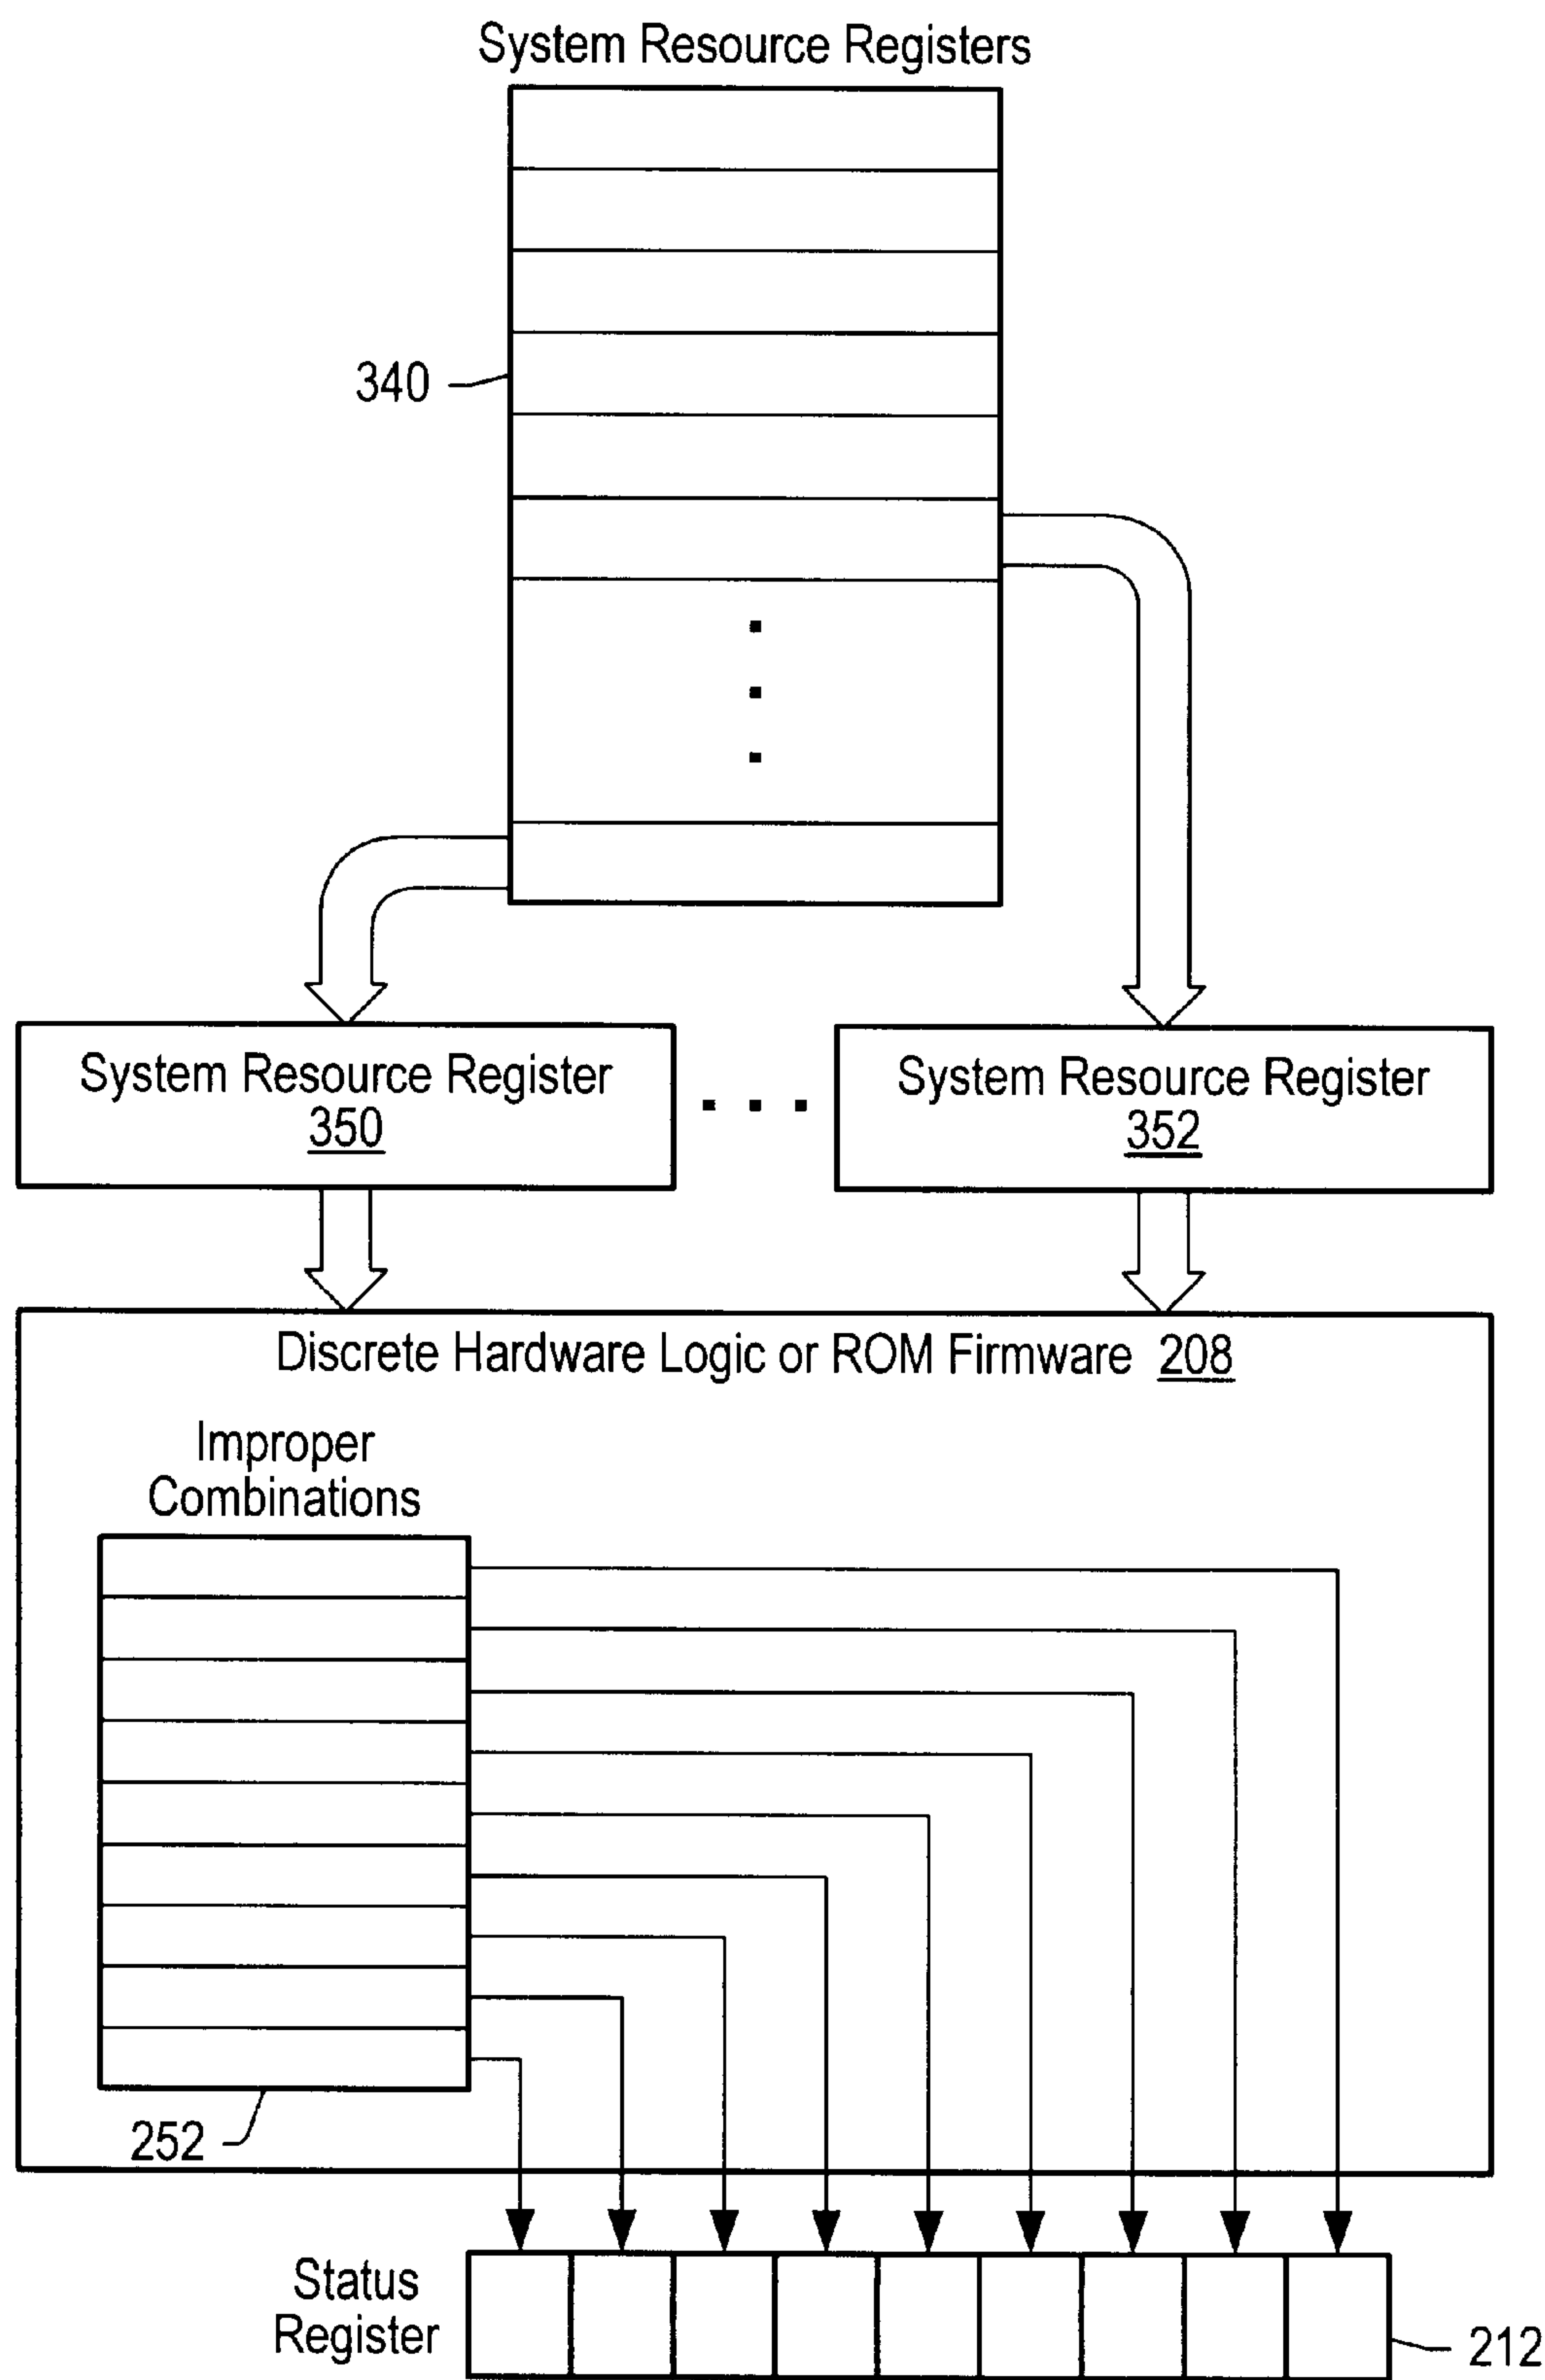 System Resource Registers
340
System Resource Register
350
System Resource Register
352
Discrete Hardware Logic or ROM Firmware 208
Improper
Combinations
252
Status
Register
212